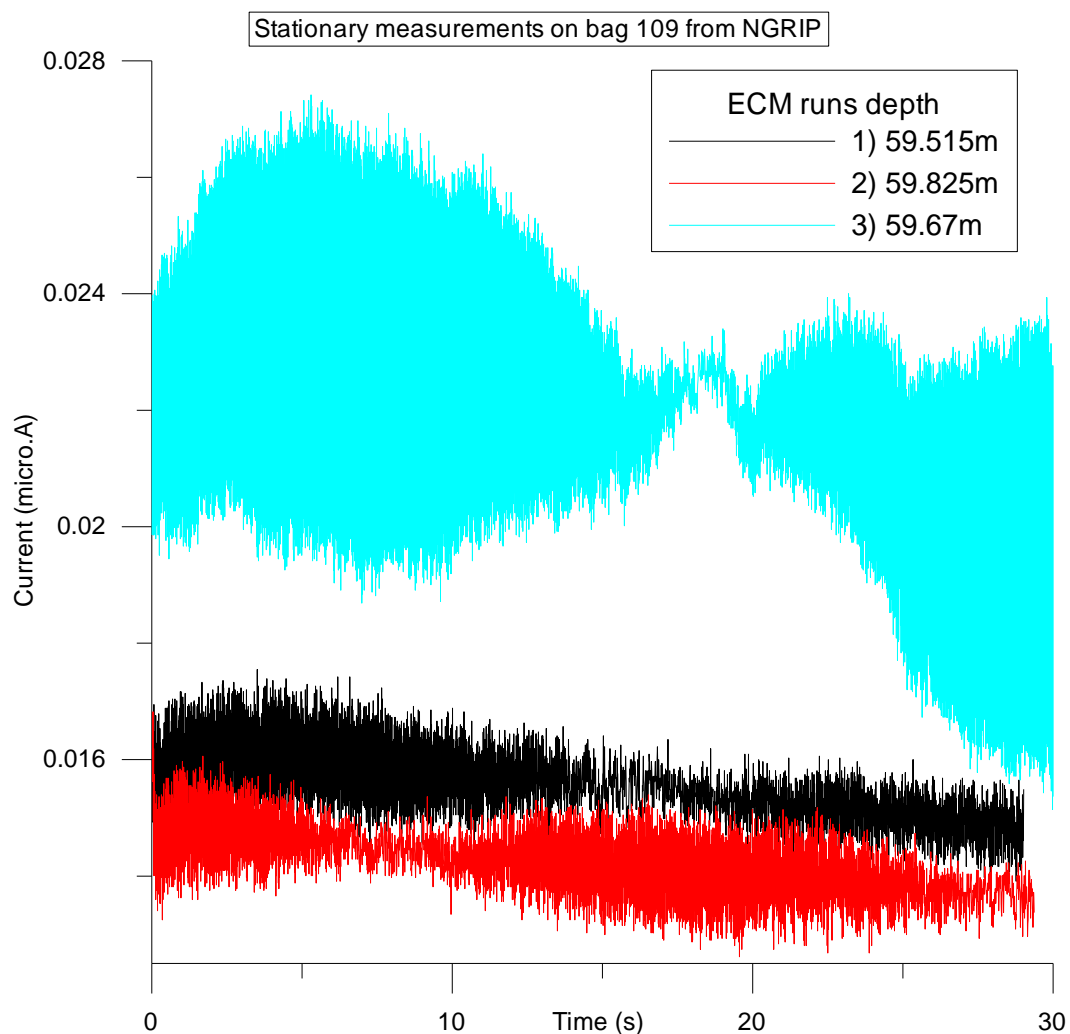 Stationary measurements on bag 109 from NGRIP
0.028
ECM runs depth
1) 59.515m
2) 59.825m
3) 59.67m
0.024
0.02
Current (micro.A)
0.016
0
10
Time (s)
20
30